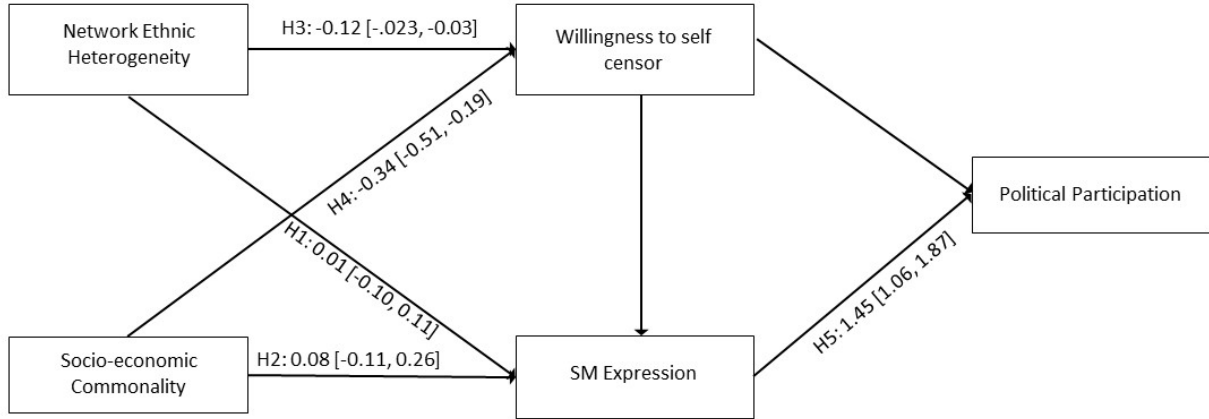 Network Ethnic
Heterogeneity
H3: -0.12 [-.023, -0.03]
Willingness to self
censor
H4: -0.34 [-0.51, -0.19]
Political Participation
H1: 0.01 [-0.10, 0.11]
H5: 1.45 [1.06, 1.87]
Socio-economic
Commonality
H2: 0.08 [-0.11, 0.26]
SM Expression